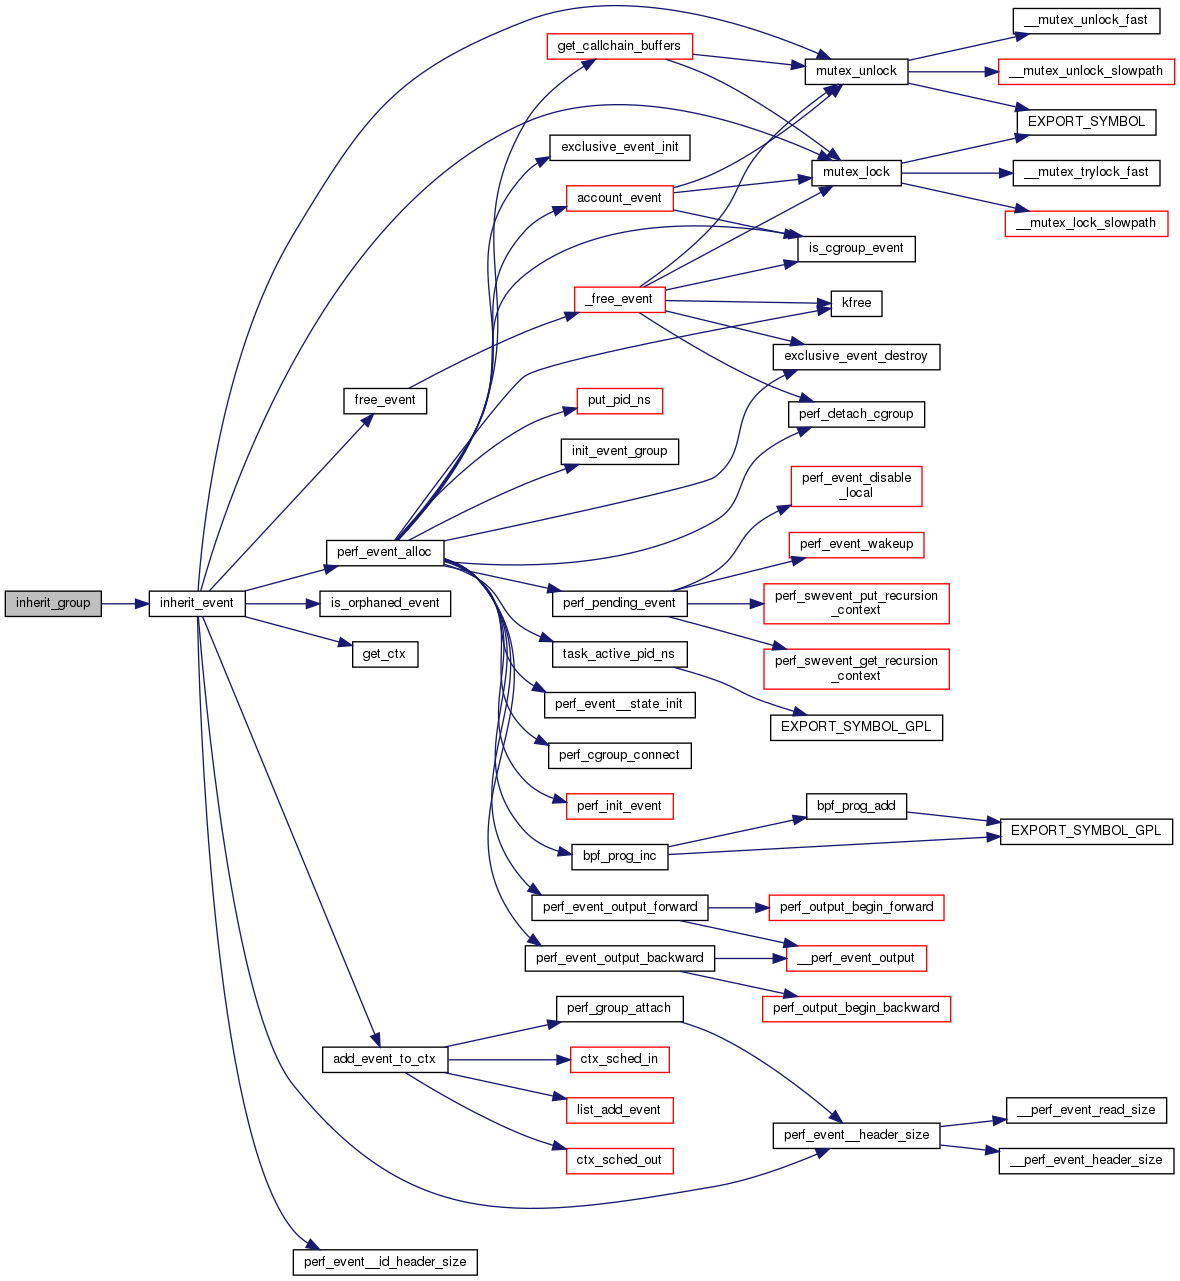 __mutex_unlock_fast
get_callchain_buffers
mutex_unlock
__mutex_unlock_slowpath
EXPORT_SYMBOL
exclusive_event_init
mutex_lock
__mutex_trylock_fast
account_event
__mutex_lock_slowpath
is_cgroup_event
_free_event
kfree
exclusive_event_destroy
free_event
put_pid_ns
perf_detach_cgroup
init_event_group
perf_event_disable
_local
perf_event_alloc
perf_event_wakeup
inherit_group
inherit_event
is_orphaned_event
perf_pending_event
perf_swevent_put_recursion
_context
get_ctx
task_active_pid_ns
perf_swevent_get_recursion
_context
perf_event__state_init
EXPORT_SYMBOL_GPL
perf_cgroup_connect
perf_init_event
bpf_prog_add
EXPORT_SYMBOL_GPL
bpf_prog_inc
perf_event_output_forward
perf_output_begin_forward
perf_event_output_backward
__perf_event_output
perf_group_attach
perf_output_begin_backward
add_event_to_ctx
ctx_sched_in
list_add_event
__perf_event_read_size
perf_event__header_size
ctx_sched_out
__perf_event_header_size
perf_event__id_header_size